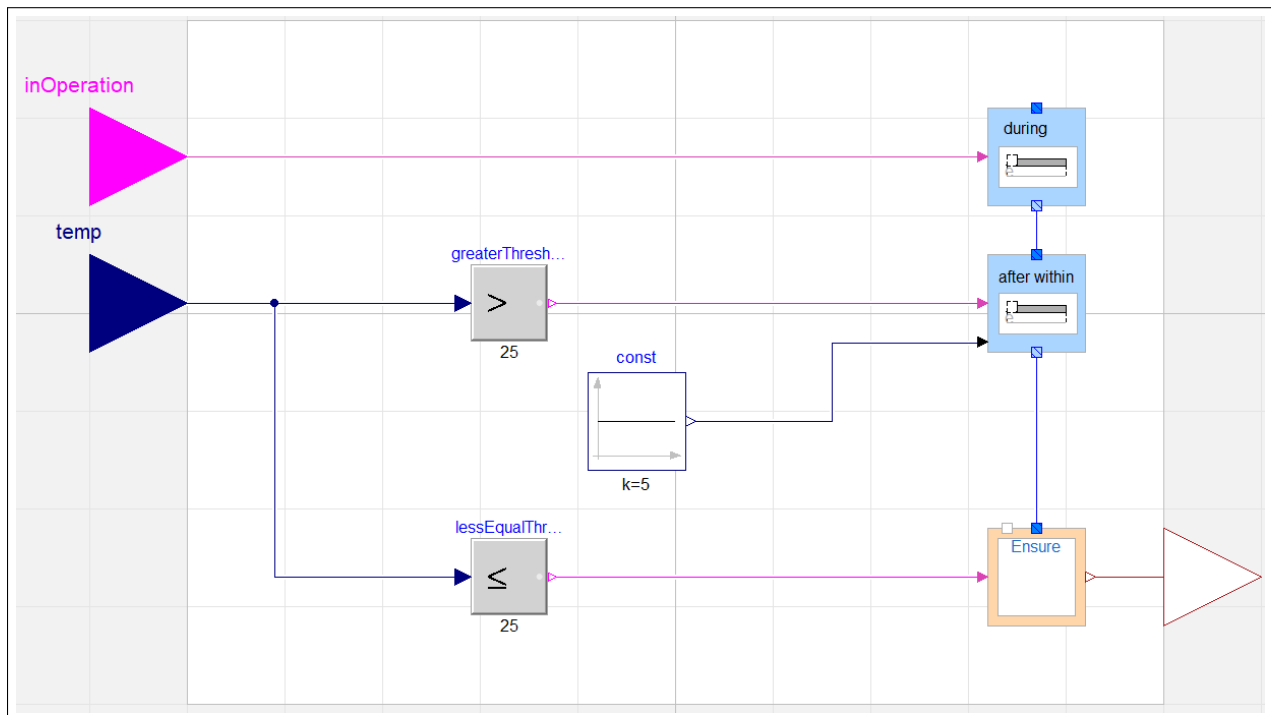 inOperation
during
temp
greaterThresh...
>
25
after within
const
k=5
lessEqualThr...
≤
25
Ensure